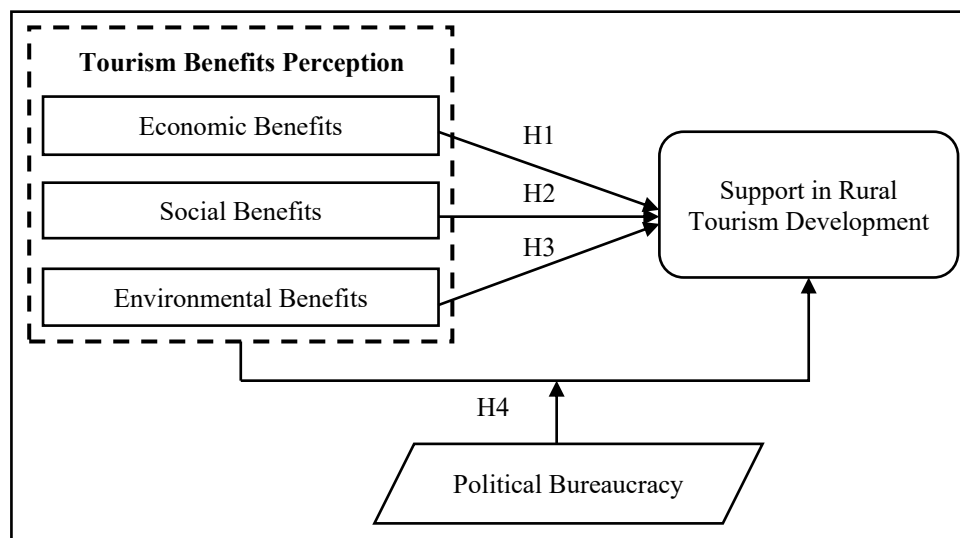 Tourism Benefits Perception
Economic Benefits
H1
Social Benefits
H2
Environmental Benefits
H3
Support in Rural
Tourism Development
H4
Political Bureaucracy